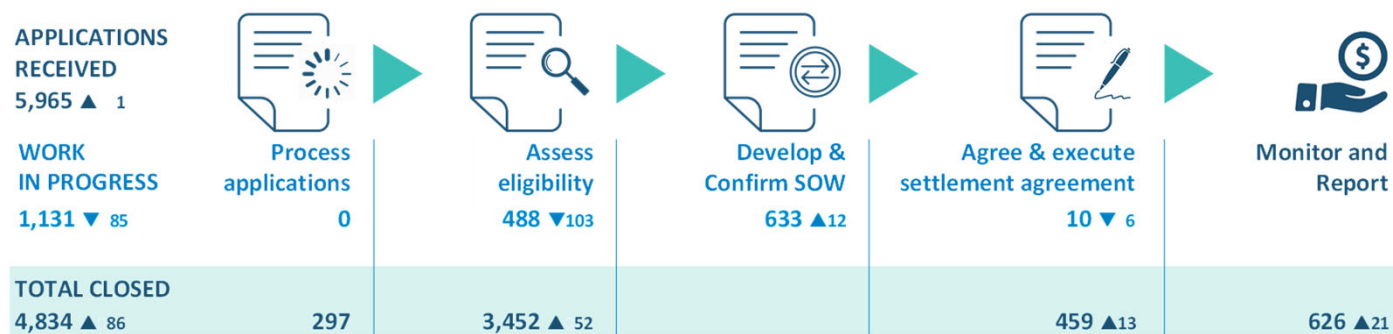 APPLICATIONS
RECEIVED
5,965 ▲ 1
$
WORK
IN PROGRESS
1,131 ▼ 85
Process
applications
0
Assess
eligibility
488 ▼103
Develop &
Confirm SOW
633 ▲12
Agree & execute
settlement agreement
10 ▼ 6
Monitor and
Report
TOTAL CLOSED
4,834 ▲ 86
297
3,452 ▲ 52
459 ▲13
626 ▲21